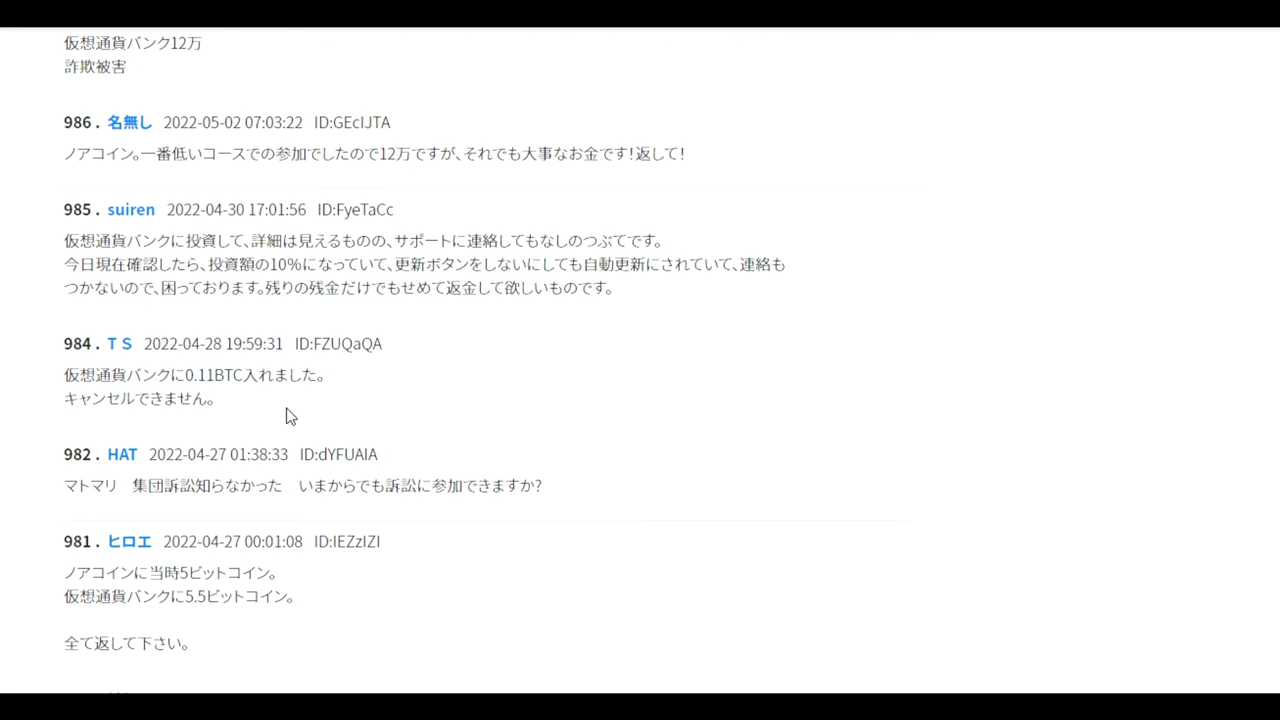 仮想通貨バンク12万
詐欺被害
986 . 名無し 2022-05-02 07:03:22 ID:GEcIJTA
ノアコイン。一番低いコースでの参加でしたので12万ですが、それでも大事なお金です!返して!
985 . suiren 2022-04-30 17:01:56 ID:FyeTaCc
仮想通貨バンクに投資して、詳細は見えるものの、サポートに連絡してもなしのつぶてです。
今日現在確認したら、投資額の10%になっていて、更新ボタンをしないにしても自動更新にされていて、連絡も
つかないので、困っております。残りの残金だけでもせめて返金して欲しいものです。
984 . T S 2022-04-28 19:59:31 ID:FZUQaQA
仮想通貨バンクに0.11BTC入れました。
キャンセルできません。
982 . HAT 2022-04-27 01:38:33 ID:dYFUAIA
マトマリ 集団訴訟知らなかった いまからでも訴訟に参加できますか?
981 . ヒロエ 2022-04-27 00:01:08 ID:IEZzIZI
ノアコインに当時5ビットコイン。
仮想通貨バンクに5.5ビットコイン。
全て返して下さい。